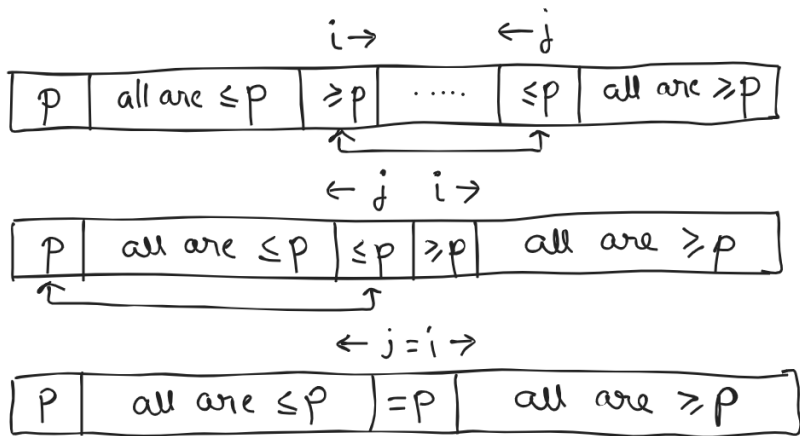 i → ← j
p all are ≤ p ≥ p ..... ≤ p all are ≥ p
← j i →
p all are ≤ p ≤ p ≥ p all are ≥ p
← j = i →
p all are ≤ p = p all are ≥ p